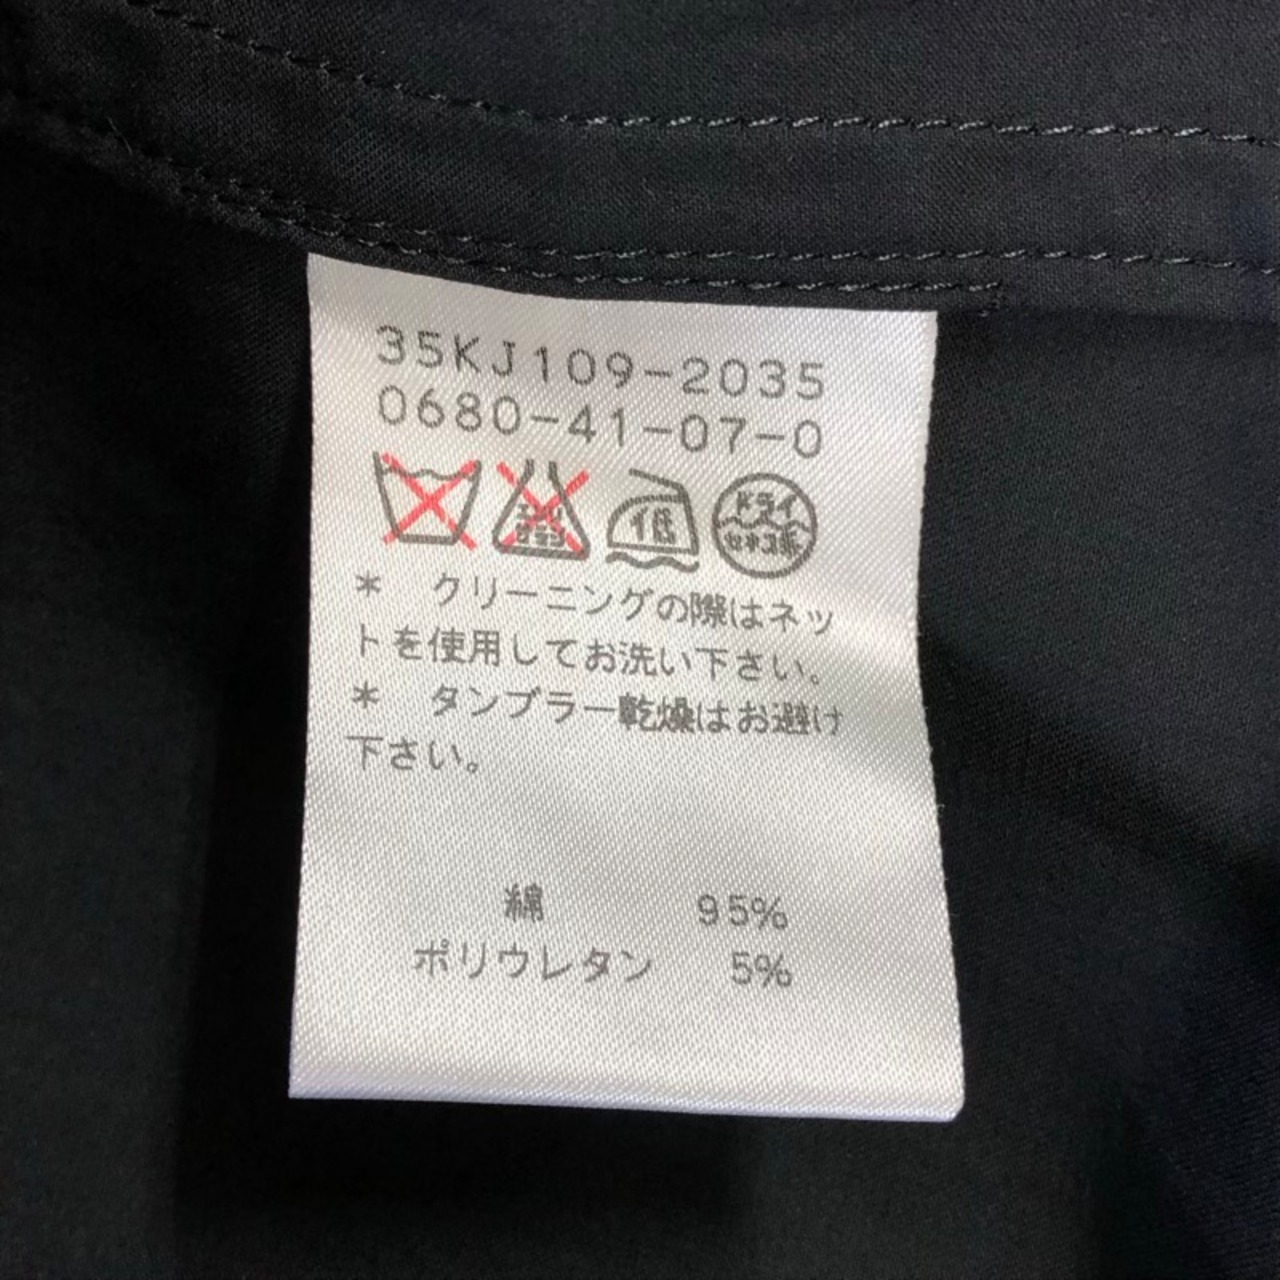 35KJ109-2035
0680-41-07-0
エンソ サラシ 低 ドライ セキユ系
* クリーニングの際はネッ
トを使用してお洗い下さい。
* タンブラー乾燥はお避け
下さい。
綿 95%
ポリウレタン 5%